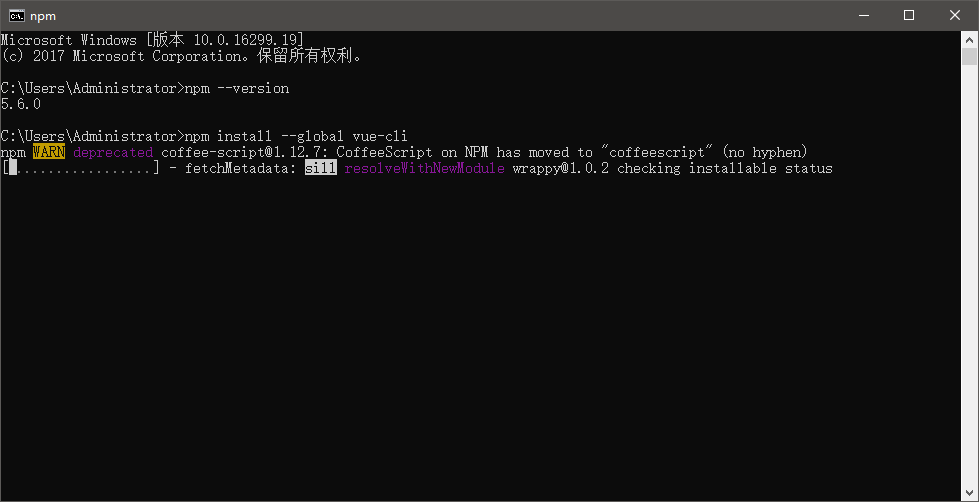 npm
Microsoft Windows [版本 10.0.16299.19]
(c) 2017 Microsoft Corporation。保留所有权利。
C:\Users\Administrator>npm --version
5.6.0
C:\Users\Administrator>npm install --global vue-cli
npm WARN deprecated coffee-script@1.12.7: CoffeeScript on NPM has moved to "coffeescript" (no hyphen)
[ .................] - fetchMetadata: sill resolveWithNewModule wrappy@1.0.2 checking installable status